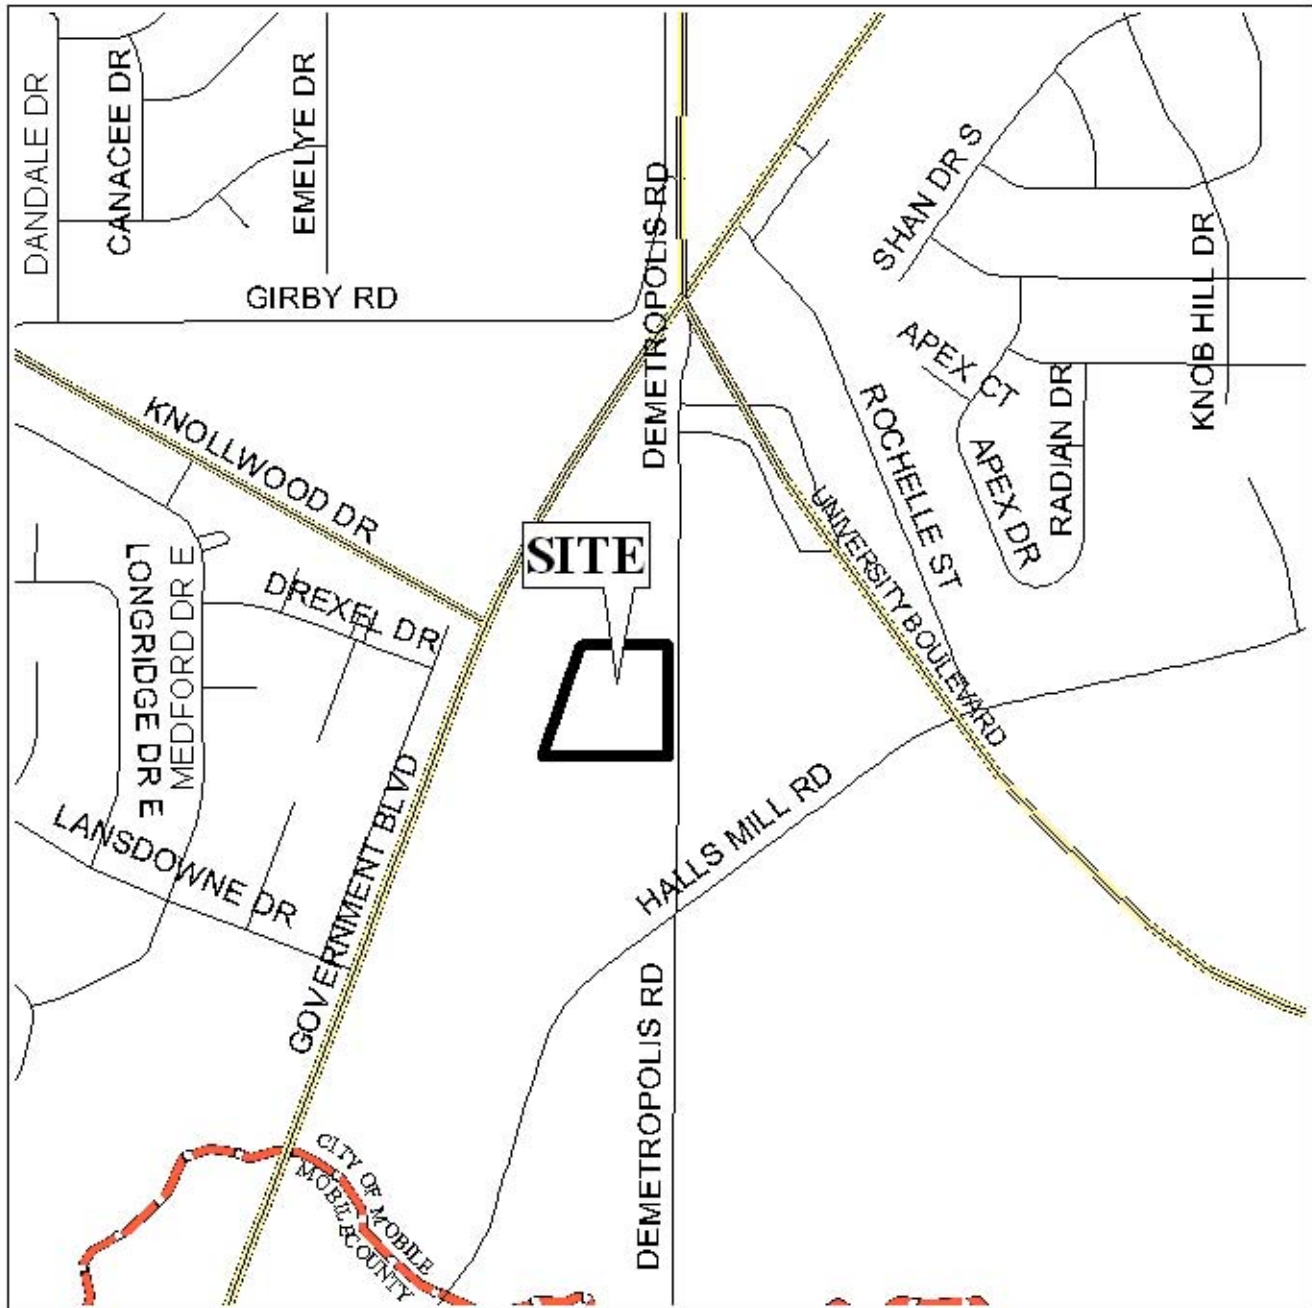 DANDALE DR
CANACEE DR
EMELYE DR
GIRBY RD
DEMETROPOLIS RD
SHAN DR S
KNOB HILL DR
APEX CT
RADIAN DR
APEX DR
ROCHELLE ST
KNOLLWOOD DR
UNIVERSITY BOULEVARD
SITE
LONGRIDGE DR E
MEDFORD DR E
DREXEL DR
LANSDOWNE DR
GOVERNMENT BLVD
HALLS MILL RD
DEMETROPOLIS RD
CITY OF MOBILE
MOBILE COUNTY